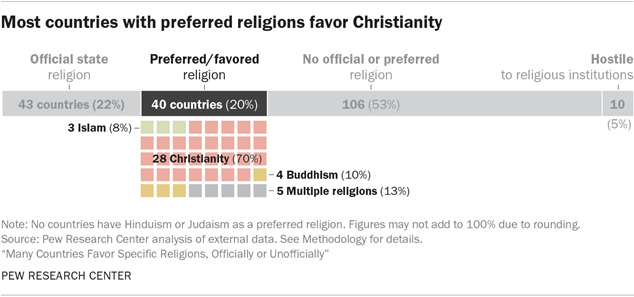 Most countries with preferred religions favor Christianity
Official state
religion
43 countries (22%)
Preferred/favored
religion
40 countries (20%)
No official or preferred
religion
106 (53%)
Hostile
to religious institutions
10
(5%)
3 Islam (8%)
28 Christianity (70%)
4 Buddhism (10%)
5 Multiple religions (13%)
Note: No countries have Hinduism or Judaism as a preferred religion. Figures may not add to 100% due to rounding.
Source: Pew Research Center analysis of external data. See Methodology for details.
“Many Countries Favor Specific Religions, Officially or Unofficially”
PEW RESEARCH CENTER